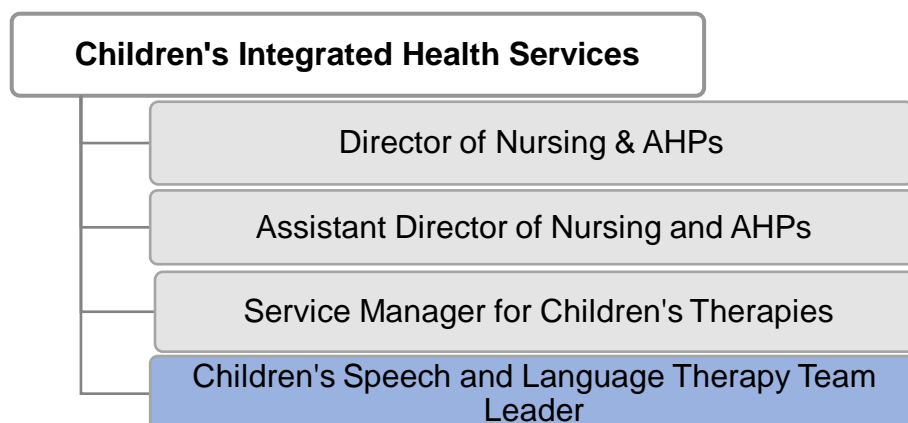 Children's Integrated Health Services
Director of Nursing & AHPs
Assistant Director of Nursing and AHPs
Service Manager for Children's Therapies
Children's Speech and Language Therapy Team
Leader